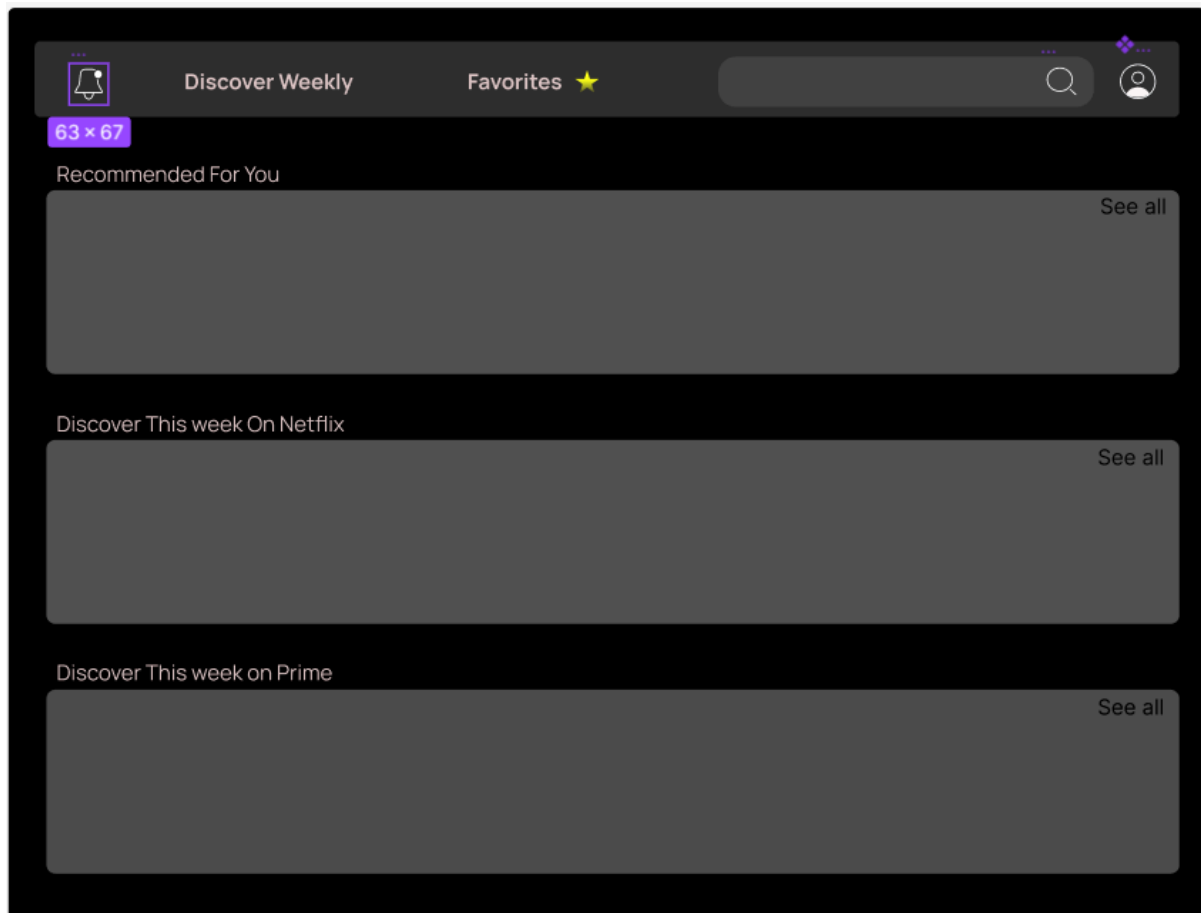 Discover Weekly
Favorites
63 × 67
Recommended For You
See all
Discover This week On Netflix
See all
Discover This week on Prime
See all